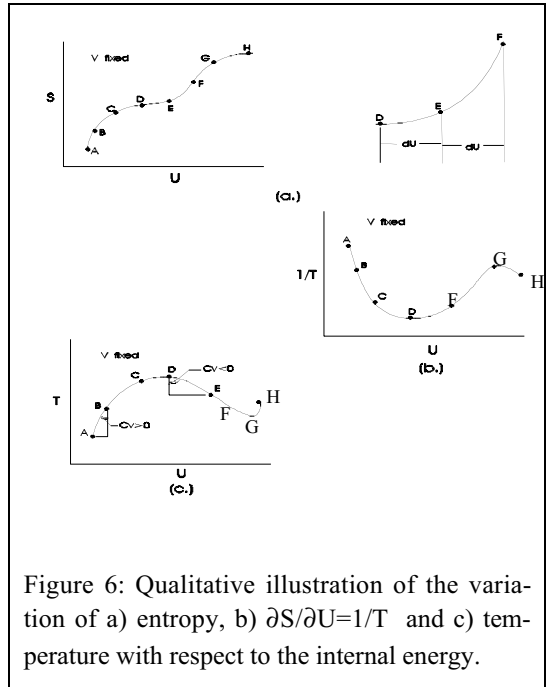 V fixed
S
A
B
C
D
E
F
G
H
U
D
E
F
dU
dU
(a.)
V fixed
1/T
A
B
C
D
F
G
H
U
(b.)
V fixed
T
A
B
C
D
E
F
G
H
CV<0
CV>0
U
(c.)
Figure 6: Qualitative illustration of the varia-
tion of a) entropy, b) ∂S/∂U=1/T and c) tem-
perature with respect to the internal energy.